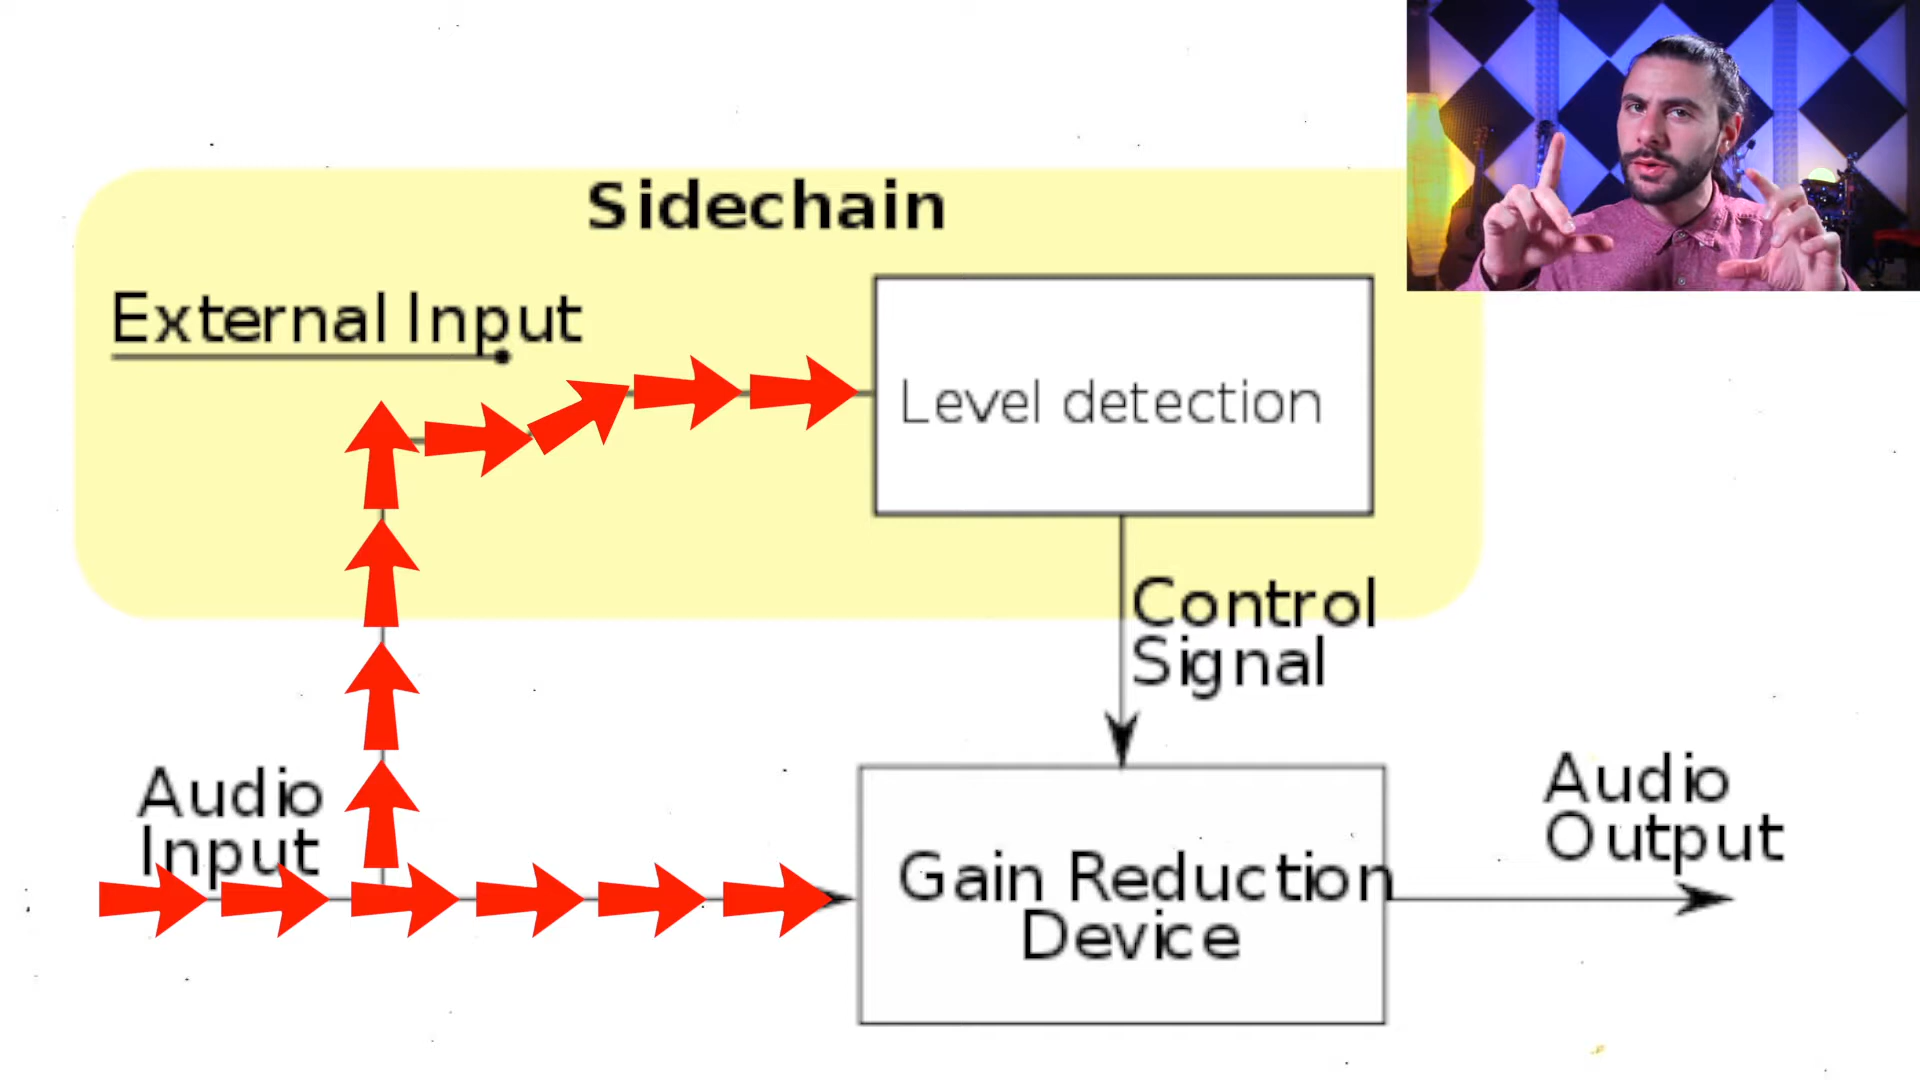 Sidechain
External Input
Level detection
Control
Signal
Audio
Input
Gain Reduction
Device
Audio
Output